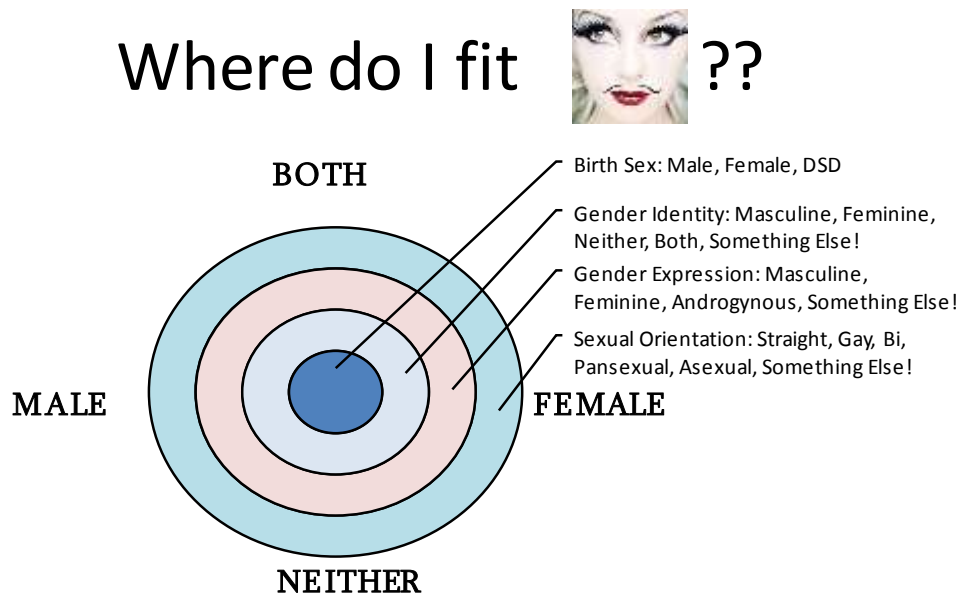 Where do I fit ??
BOTH
Birth Sex: Male, Female, DSD
Gender Identity: Masculine, Feminine,
Neither, Both, Something Else!
Gender Expression: Masculine,
Feminine, Androgynous, Something Else!
Sexual Orientation: Straight, Gay, Bi,
Pansexual, Asexual, Something Else!
MALE
FEMALE
NEITHER